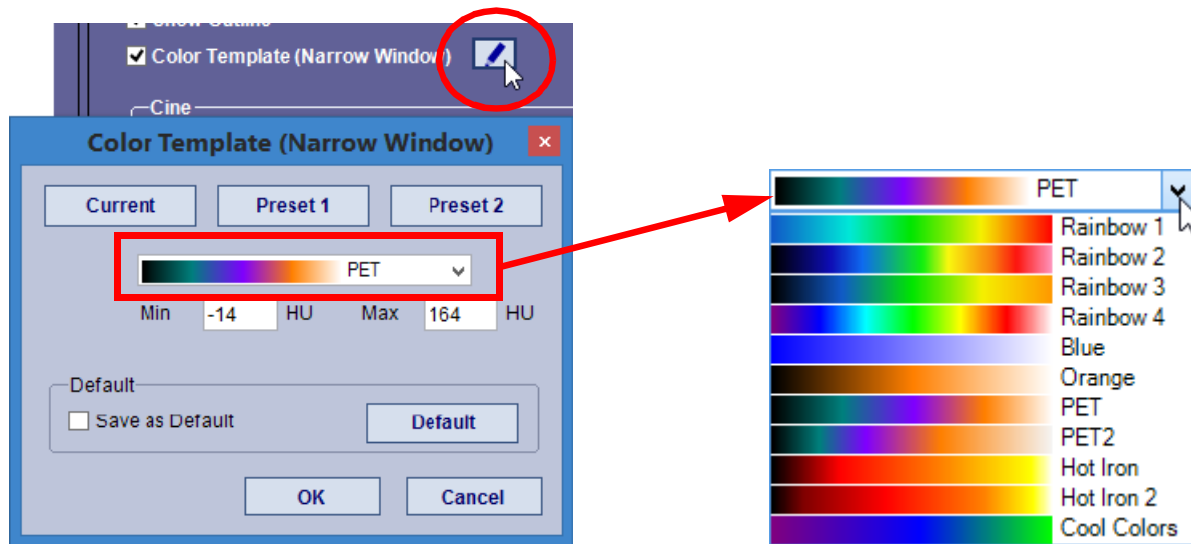 Show Outline
Color Template (Narrow Window)
Cine
Color Template (Narrow Window)
Current Preset 1 Preset 2
PET
Min -14 HU Max 164 HU
Default
Save as Default Default
OK Cancel
PET
Rainbow 1
Rainbow 2
Rainbow 3
Rainbow 4
Blue
Orange
PET
PET2
Hot Iron
Hot Iron 2
Cool Colors